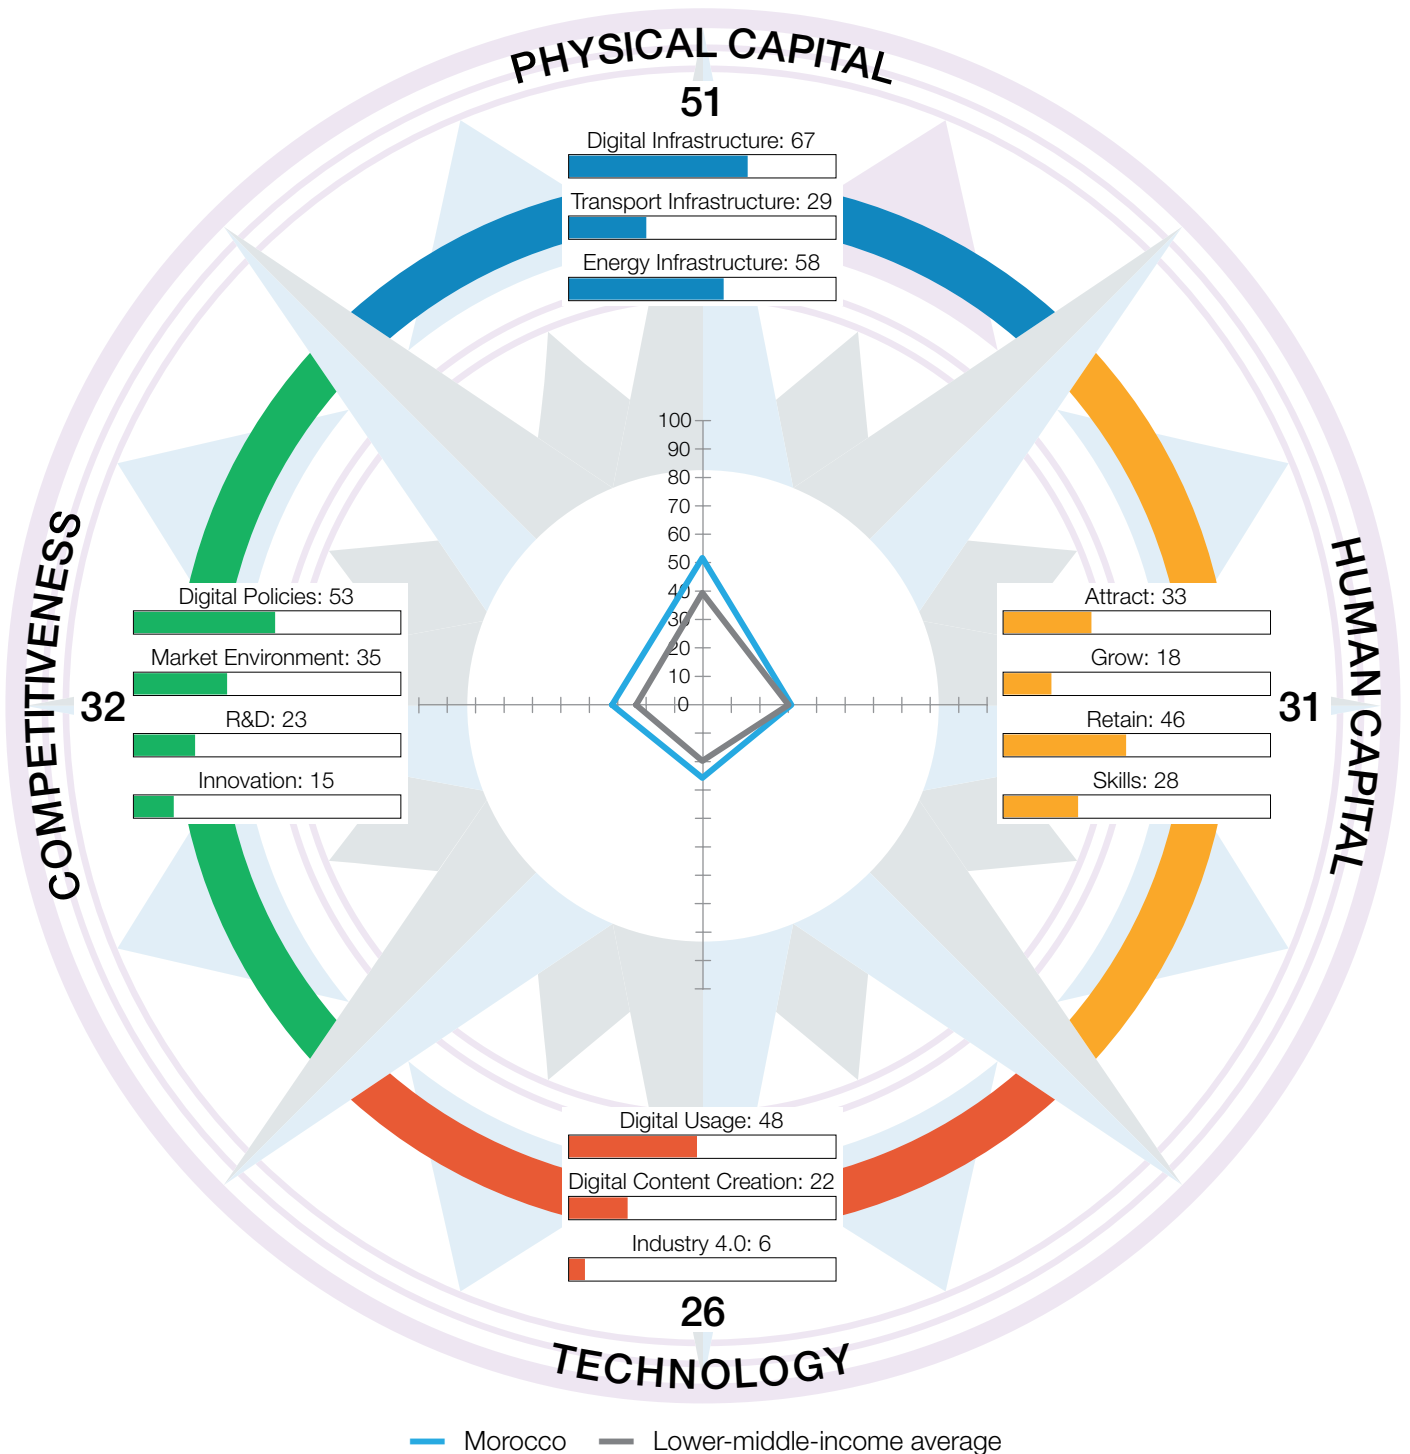 PHYSICAL CAPITAL
51
Digital Infrastructure: 67
Transport Infrastructure: 29
Energy Infrastructure: 58
100
90
80
70
60
50
40
30
20
10
0
COMPETITIVENESS
32
Digital Policies: 53
Market Environment: 35
R&D: 23
Innovation: 15
HUMAN CAPITAL
31
Attract: 33
Grow: 18
Retain: 46
Skills: 28
Digital Usage: 48
Digital Content Creation: 22
Industry 4.0: 6
26
TECHNOLOGY
Morocco
Lower-middle-income average